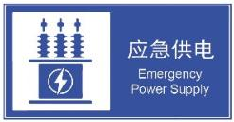 应急供电
Emergency
Power Supply